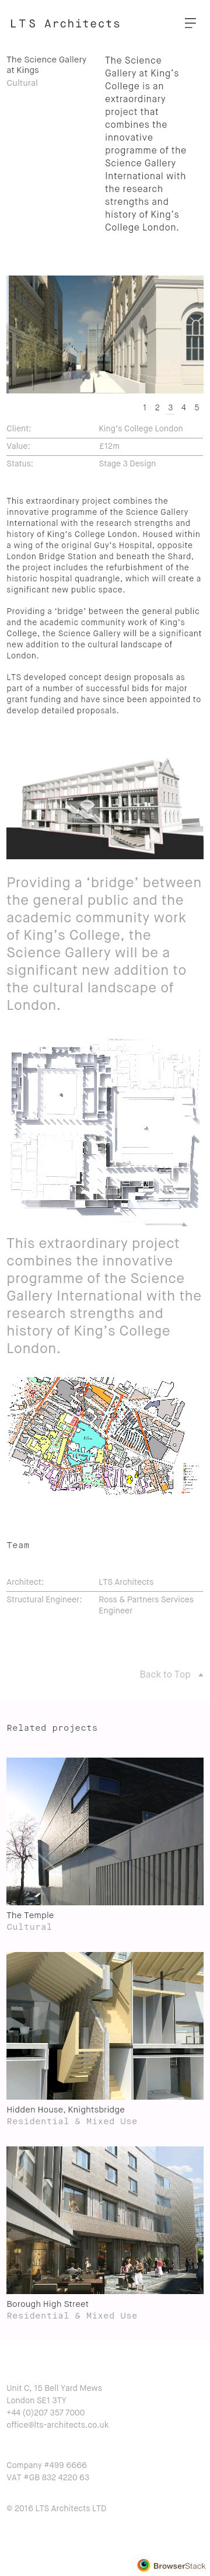 LTS Architects
The Science Gallery
at Kings
Cultural
The Science
Gallery at King’s
College is an
extraordinary
project that
combines the
innovative
programme of the
Science Gallery
International with
the research
strengths and
history of King’s
College London.
1 2 3 4 5
Client: King’s College London
Value: £12m
Status: Stage 3 Design
This extraordinary project combines the
innovative programme of the Science Gallery
International with the research strengths and
history of King’s College London. Housed within
a wing of the original Guy’s Hospital, opposite
London Bridge Station and beneath the Shard,
the project includes the refurbishment of the
historic hospital quadrangle, which will create a
significant new public space.
Providing a ‘bridge’ between the general public
and the academic community work of King’s
College, the Science Gallery will be a significant
new addition to the cultural landscape of
London.
LTS developed concept design proposals as
part of a number of successful bids for major
grant funding and have since been appointed to
develop detailed proposals.
Providing a ‘bridge’ between
the general public and the
academic community work
of King’s College, the
Science Gallery will be a
significant new addition to
the cultural landscape of
London.
This extraordinary project
combines the innovative
programme of the Science
Gallery International with the
research strengths and
history of King’s College
London.
Team
Architect: LTS Architects
Structural Engineer: Ross & Partners Services
Engineer
Back to Top
Related projects
The Temple
Cultural
Hidden House, Knightsbridge
Residential & Mixed Use
Borough High Street
Residential & Mixed Use
Unit C, 15 Bell Yard Mews
London SE1 3TY
+44 (0)207 357 7000
office@lts-architects.co.uk
Company #499 6666
VAT #GB 832 4220 63
© 2016 LTS Architects LTD
BrowserStack